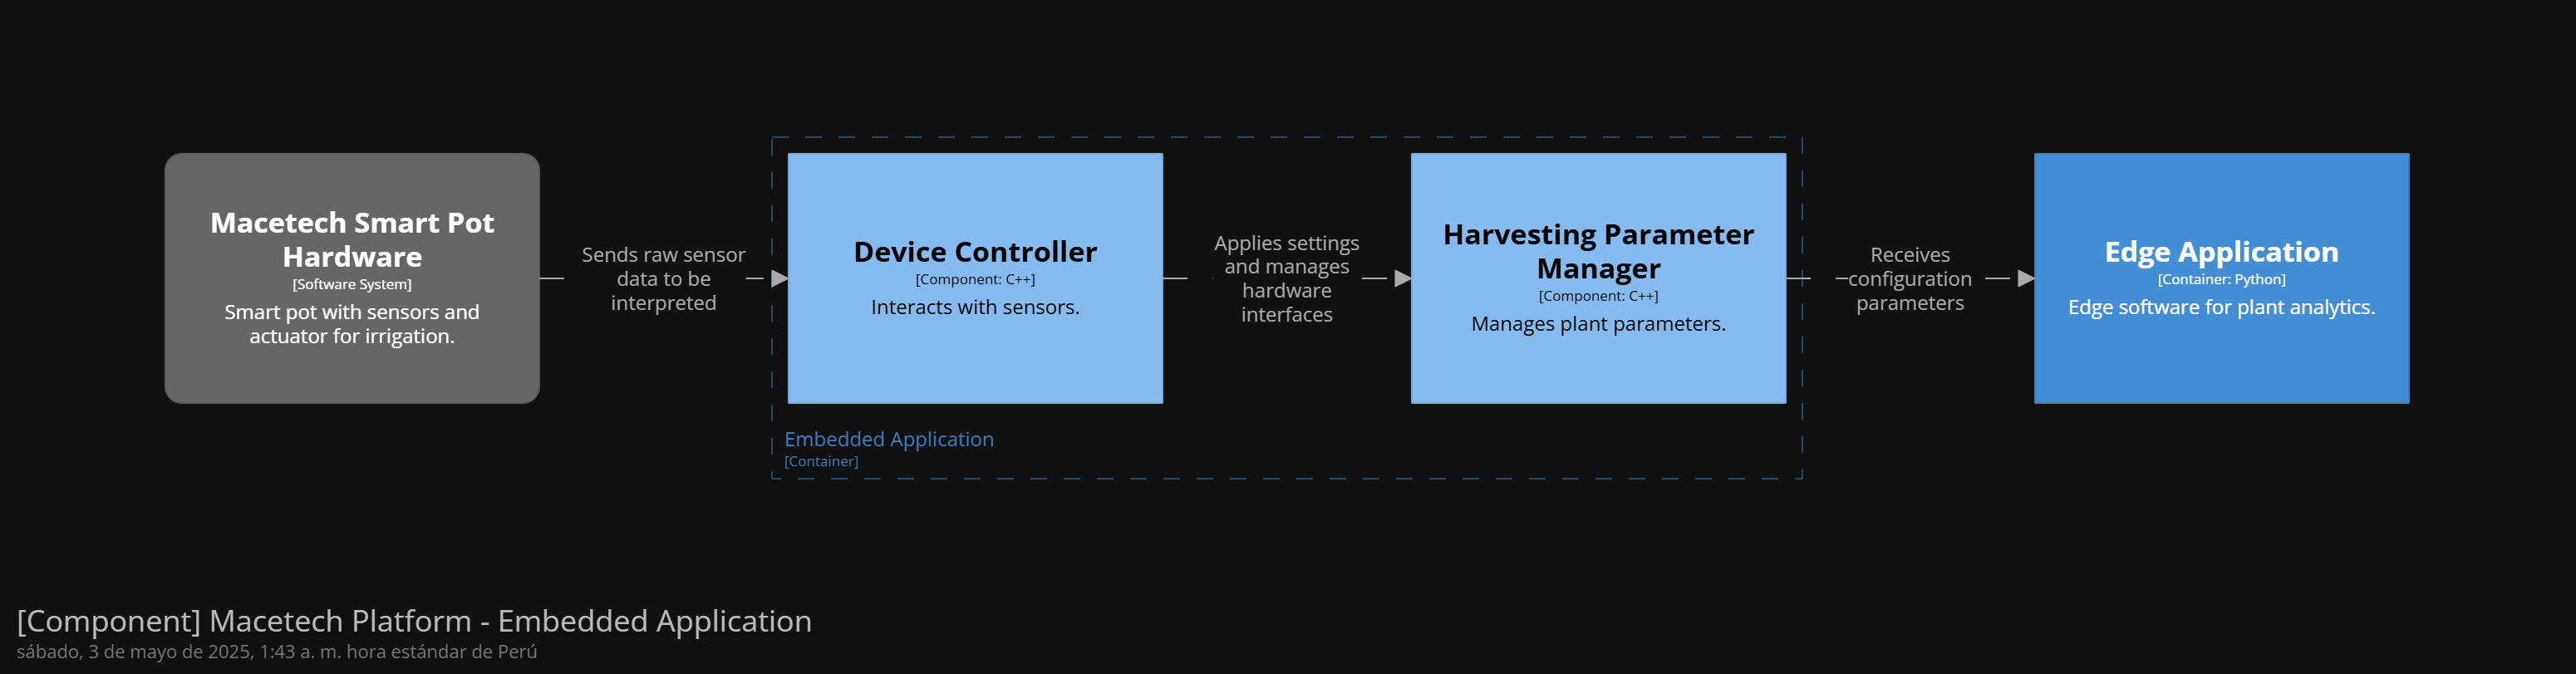 Macetech Smart Pot
Hardware
[Software System]
Smart pot with sensors and
actuator for irrigation.
Sends raw sensor
data to be
interpreted
Device Controller
[Component: C++]
Interacts with sensors.
Applies settings
and manages
hardware
interfaces
Harvesting Parameter
Manager
[Component: C++]
Manages plant parameters.
Receives
configuration
parameters
Edge Application
[Container: Python]
Edge software for plant analytics.
Embedded Application
[Container]
[Component] Macetech Platform - Embedded Application
sábado, 3 de mayo de 2025, 1:43 a. m. hora estándar de Perú